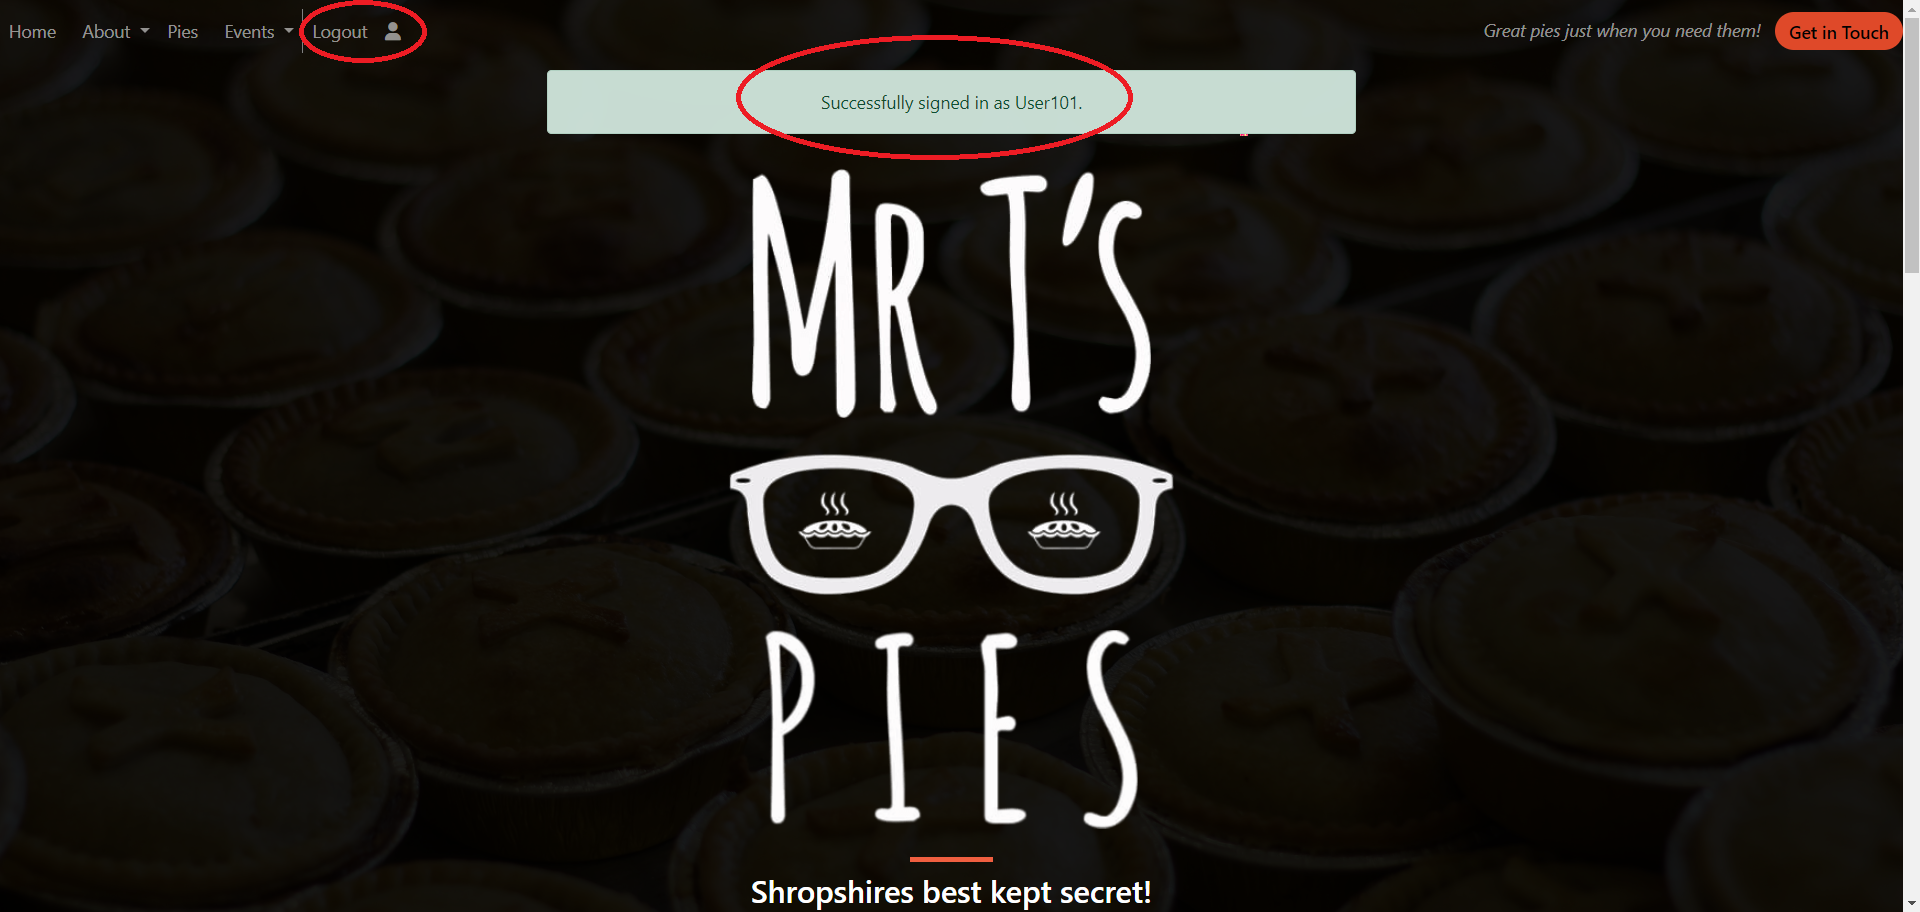 Home About Pies Events Logout Great pies just when you need them! Get in Touch
Successfully signed in as User101.
MR T'S
PIES
Shropshires best kept secret!